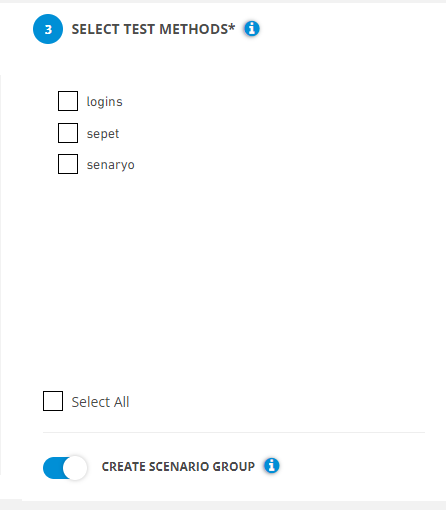 3 SELECT TEST METHODS* i
logins
sepet
senaryo
Select All
CREATE SCENARIO GROUP i